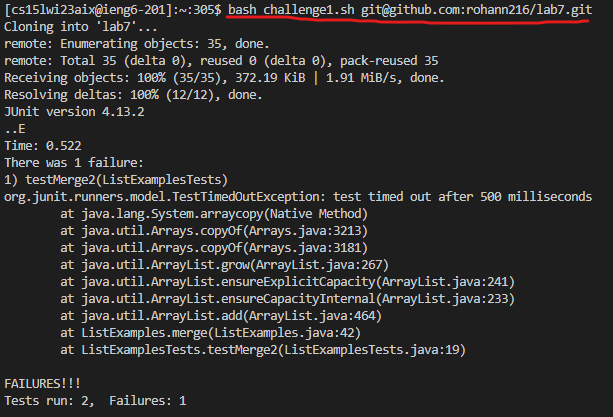 [cs15lwi23aix@ieng6-201]:~:305$ bash challenge1.sh git@github.com:rohann216/lab7.git
Cloning into 'lab7'...
remote: Enumerating objects: 35, done.
remote: Total 35 (delta 0), reused 0 (delta 0), pack-reused 35
Receiving objects: 100% (35/35), 372.19 KiB | 1.91 MiB/s, done.
Resolving deltas: 100% (12/12), done.
JUnit version 4.13.2
..E
Time: 0.522
There was 1 failure:
1) testMerge2(ListExamplesTests)
org.junit.runners.model.TestTimedOutException: test timed out after 500 milliseconds
        at java.lang.System.arraycopy(Native Method)
        at java.util.Arrays.copyOf(Arrays.java:3213)
        at java.util.Arrays.copyOf(Arrays.java:3181)
        at java.util.ArrayList.grow(ArrayList.java:267)
        at java.util.ArrayList.ensureExplicitCapacity(ArrayList.java:241)
        at java.util.ArrayList.ensureCapacityInternal(ArrayList.java:233)
        at java.util.ArrayList.add(ArrayList.java:464)
        at ListExamples.merge(ListExamples.java:42)
        at ListExamplesTests.testMerge2(ListExamplesTests.java:19)

FAILURES!!!
Tests run: 2,  Failures: 1